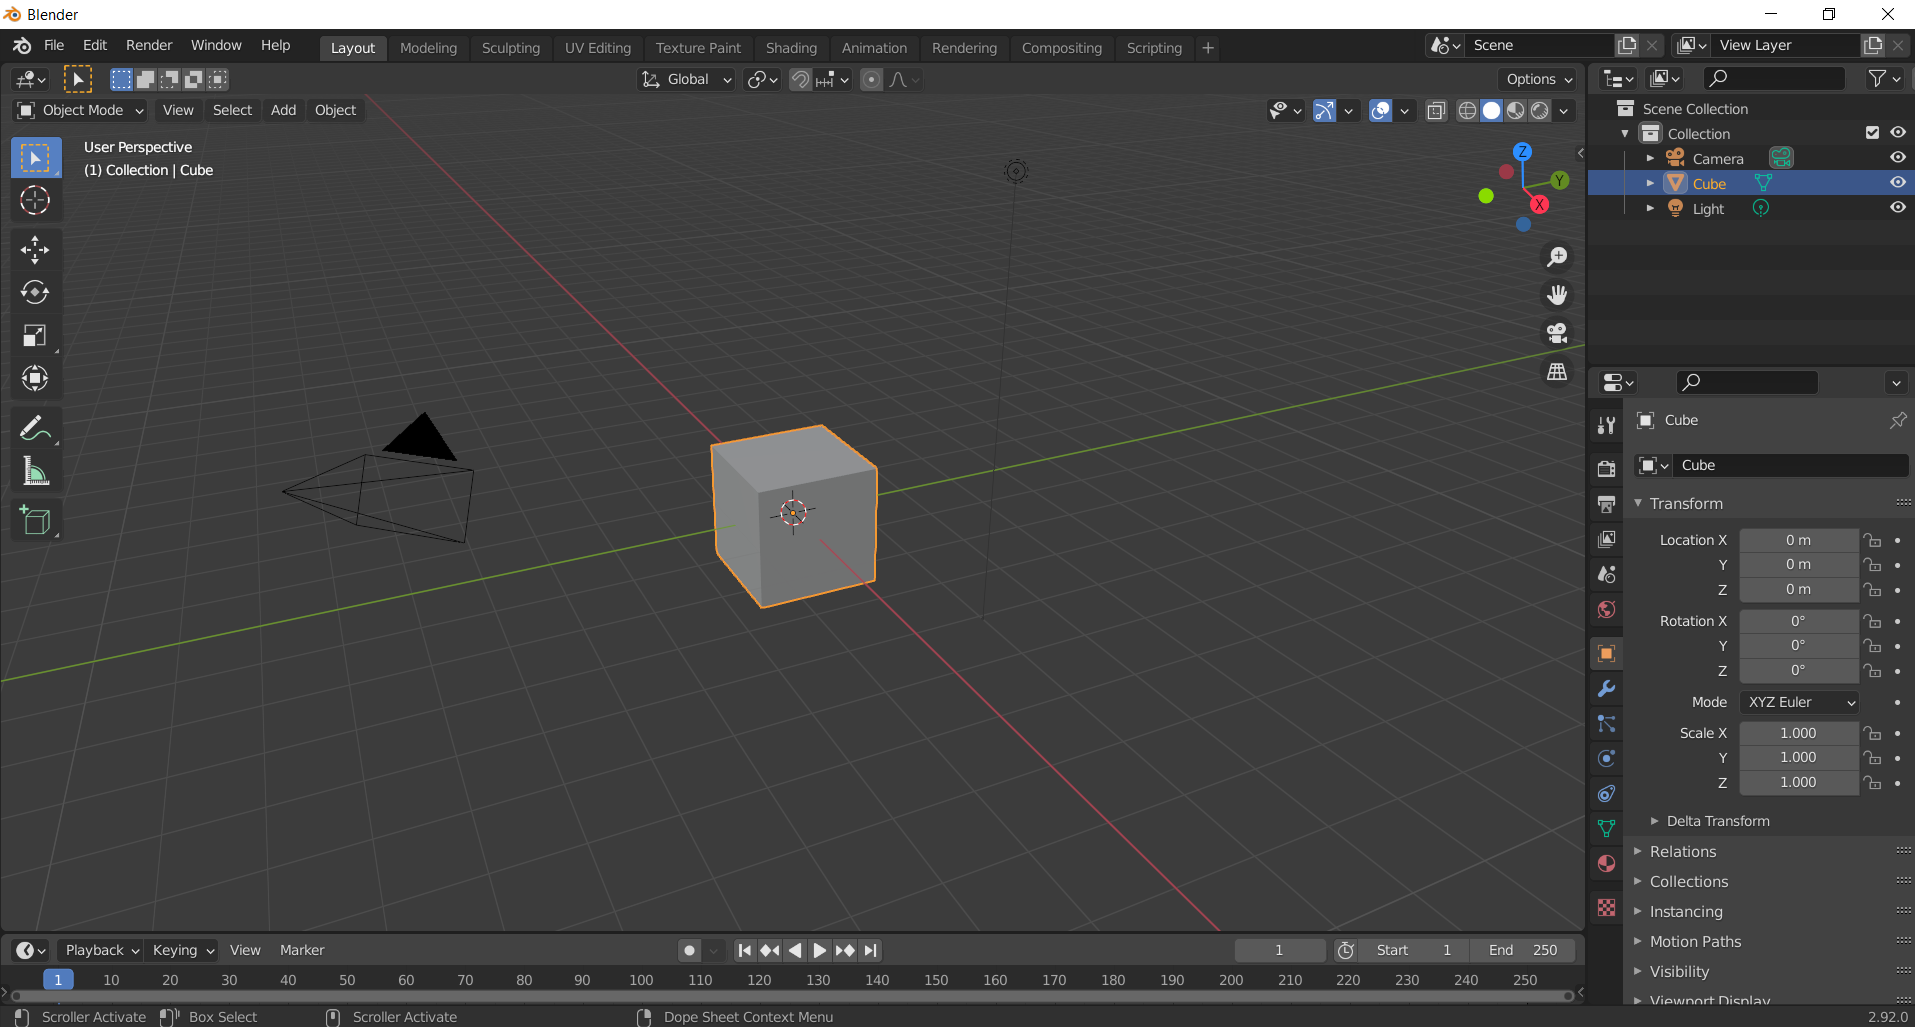 Blender
File Edit Render Window Help Layout Modeling Sculpting UV Editing Texture Paint Shading Animation Rendering Compositing Scripting Scene View Layer
Global Options
Object Mode View Select Add Object
User Perspective
(1) Collection | Cube
Z
Y
X
Scene Collection
Collection
Camera
Cube
Light
Cube
Cube
Transform
Location X 0 m
Y 0 m
Z 0 m
Rotation X 0°
Y 0°
Z 0°
Mode XYZ Euler
Scale X 1.000
Y 1.000
Z 1.000
Delta Transform
Relations
Collections
Instancing
Motion Paths
Visibility
Viewport Display
Playback Keying View Marker 1 Start 1 End 250
1 10 20 30 40 50 60 70 80 90 100 110 120 130 140 150 160 170 180 190 200 210 220 230 240 250
Scroller Activate Box Select Scroller Activate Dope Sheet Context Menu 2.92.0